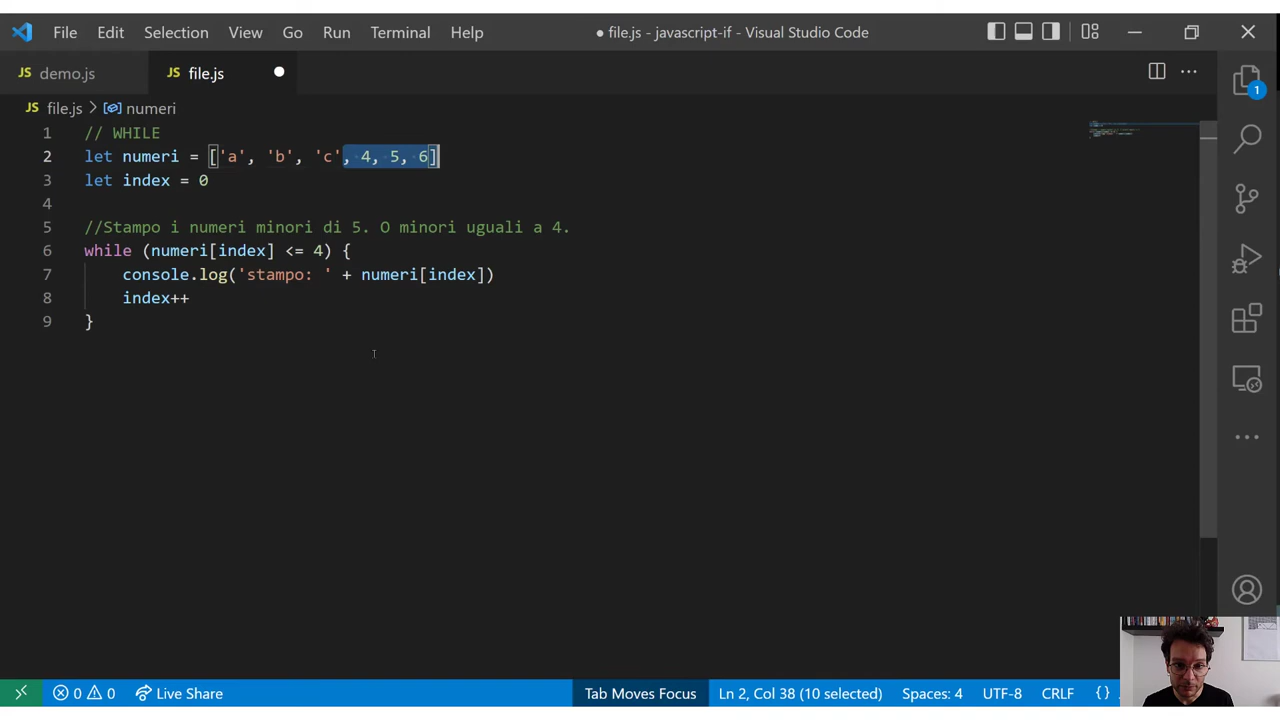 File Edit Selection View Go Run Terminal Help ● file.js - javascript-if - Visual Studio Code
JS demo.js JS file.js
JS file.js > numeri
1 // WHILE
2 let numeri = ['a', 'b', 'c', 4, 5, 6]
3 let index = 0
4
5 //Stampo i numeri minori di 5. O minori uguali a 4.
6 while (numeri[index] <= 4) {
7 console.log('stampo: ' + numeri[index])
8 index++
9 }
1
0 0 Live Share Tab Moves Focus Ln 2, Col 38 (10 selected) Spaces: 4 UTF-8 CRLF {}